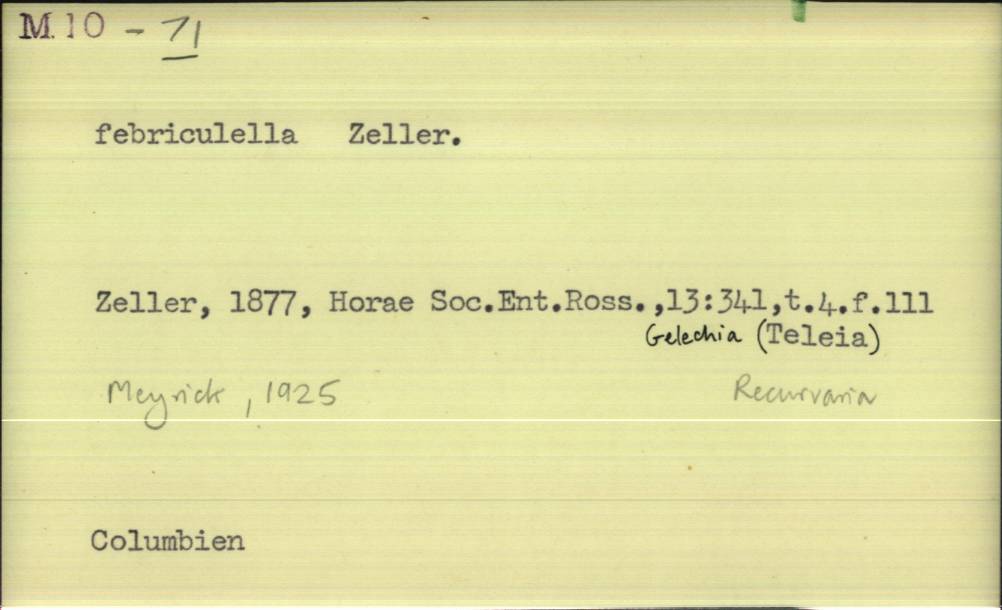 M.10 - 71
febriculella Zeller.
Zeller, 1877, Horae Soc.Ent.Ross.,13:341,t.4.f.111
Gelechia (Teleia)
Meyrick, 1925 Recurvaria
Columbien